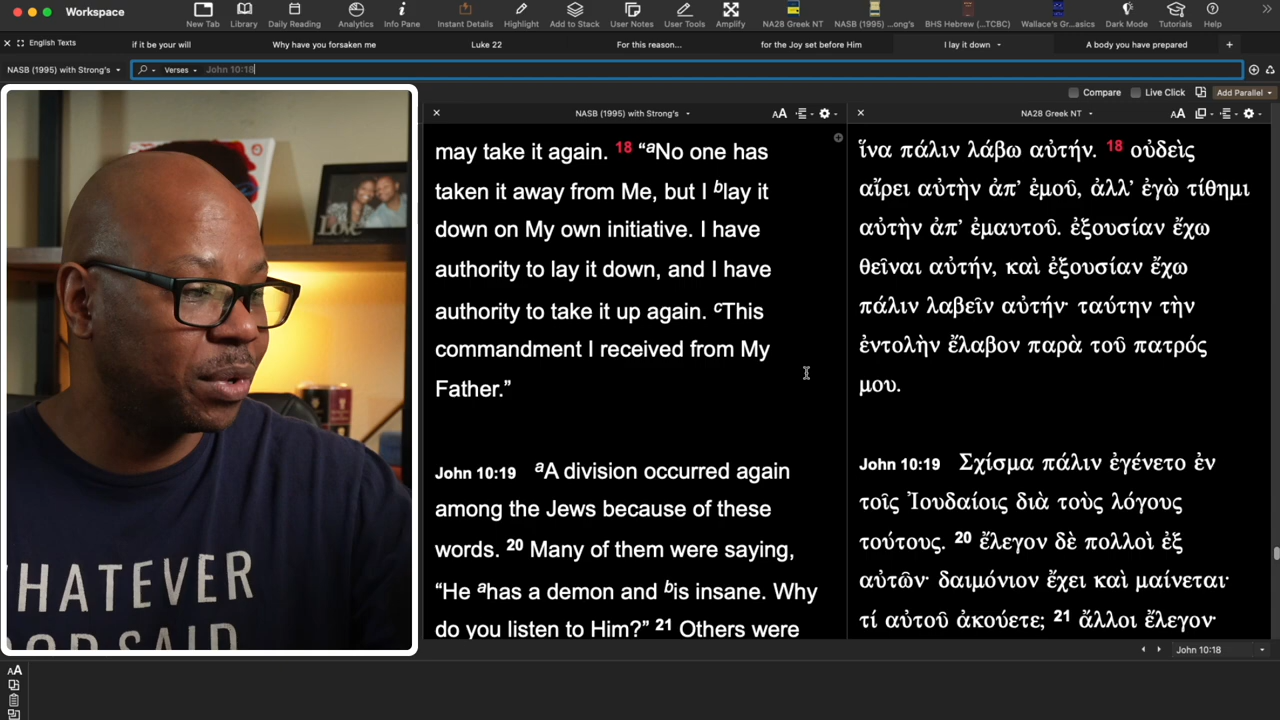 Workspace
New Tab
Library
Daily Reading
Analytics
Info Pane
Instant Details
Highlight
Add to Stack
User Notes
User Tools
Amplify
NA28 Greek NT
NASB (1995) ...ong's
BHS Hebrew (...TCBC)
Wallace's Gr...asics
Dark Mode
Tutorials
Help
English Texts
if it be your will
Why have you forsaken me
Luke 22
For this reason...
for the Joy set before Him
I lay it down
A body you have prepared
NASB (1995) with Strong's
Verses
John 10:18
Compare
Live Click
Add Parallel
NASB (1995) with Strong's
may take it again. 18 “aNo one has
taken it away from Me, but I blay it
down on My own initiative. I have
authority to lay it down, and I have
authority to take it up again. cThis
commandment I received from My
Father.”
John 10:19 aA division occurred again
among the Jews because of these
words. 20 Many of them were saying,
“He ahas a demon and bis insane. Why
do you listen to Him?” 21 Others were
NA28 Greek NT
ἵνα πάλιν λάβω αὐτήν. 18 οὐδεὶς
αἴρει αὐτὴν ἀπ’ ἐμοῦ, ἀλλ’ ἐγὼ τίθημι
αὐτὴν ἀπ’ ἐμαυτοῦ. ἐξουσίαν ἔχω
θεῖναι αὐτήν, καὶ ἐξουσίαν ἔχω
πάλιν λαβεῖν αὐτήν· ταύτην τὴν
ἐντολὴν ἔλαβον παρὰ τοῦ πατρός
μου.
John 10:19 Σχίσμα πάλιν ἐγένετο ἐν
τοῖς Ἰουδαίοις διὰ τοὺς λόγους
τούτους. 20 ἔλεγον δὲ πολλοὶ ἐξ
αὐτῶν· δαιμόνιον ἔχει καὶ μαίνεται·
τί αὐτοῦ ἀκούετε; 21 ἄλλοι ἔλεγον·
John 10:18
Love
WHATEVER